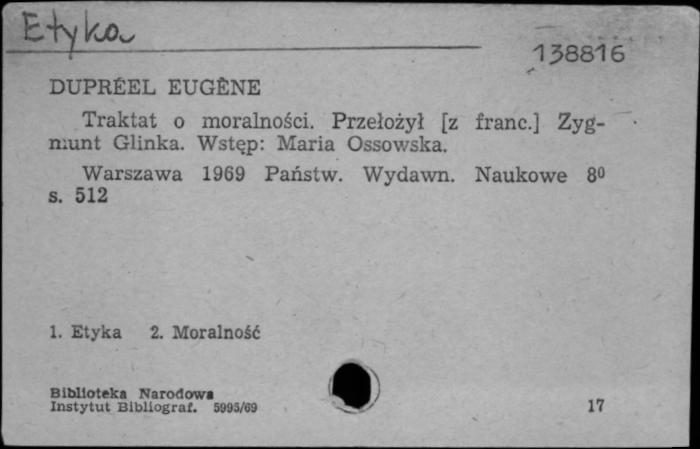 Etyka
138816
DUPRÉEL EUGÈNE
Traktat o moralności. Przełożył [z franc.] Zyg-
munt Glinka. Wstęp: Maria Ossowska.
Warszawa 1969 Państw. Wydawn. Naukowe 8⁰
s. 512
1. Etyka 2. Moralność
Biblioteka Narodowa
Instytut Bibliograf. 5995/69
17